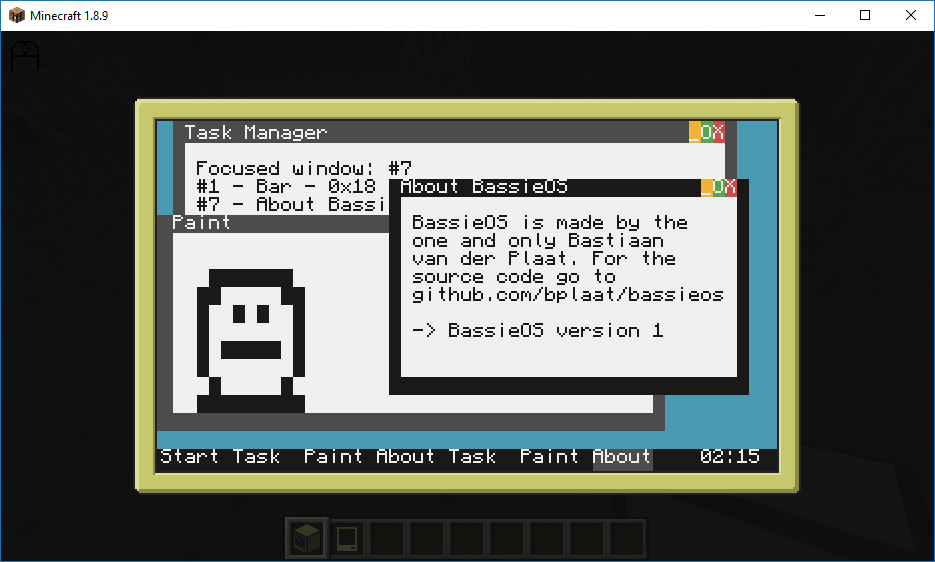 Minecraft 1.8.9
Task Manager _OX
Focused window: #7
#1 - Bar - 0x18
#7 - About Bassi
Paint
About BassieOS _OX
BassieOS is made by the
one and only Bastiaan
van der Plaat. For the
source code go to
github.com/bplaat/bassieos
-> BassieOS version 1
Start Task Paint About Task Paint About 02:15